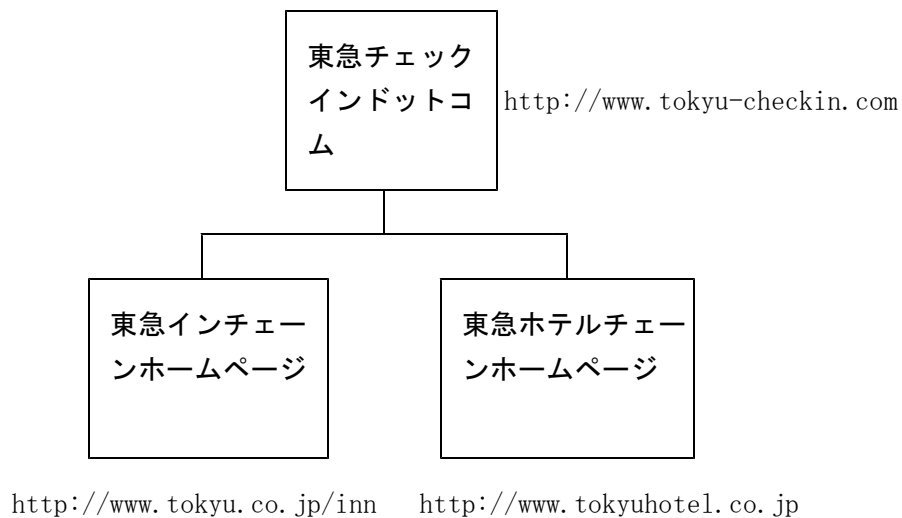 東急チェック
インドットコ
ム
http://www.tokyu-checkin.com
東急インチェー
ンホームページ
東急ホテルチェー
ンホームページ
http://www.tokyu.co.jp/inn
http://www.tokyuhotel.co.jp